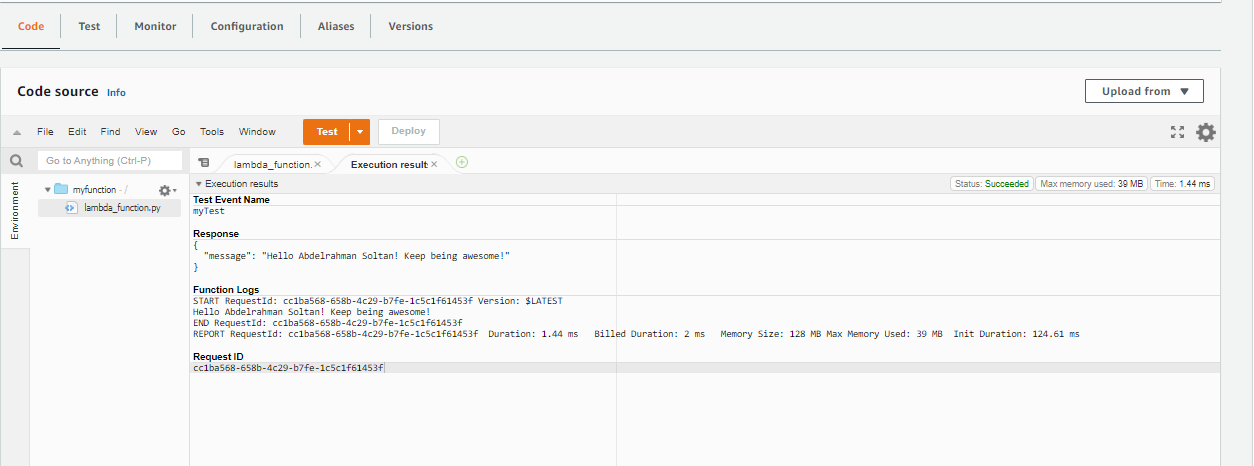 Code Test Monitor Configuration Aliases Versions
Code source Info
Upload from
File Edit Find View Go Tools Window Test Deploy
Go to Anything (Ctrl-P)
lambda_function.
Execution results
Environment
myfunction - /
lambda_function.py
Execution results
Status: Succeeded Max memory used: 39 MB Time: 1.44 ms
Test Event Name
myTest
Response
{
"message": "Hello Abdelrahman Soltan! Keep being awesome!"
}
Function Logs
START RequestId: cc1ba568-658b-4c29-b7fe-1c5c1f61453f Version: $LATEST
Hello Abdelrahman Soltan! Keep being awesome!
END RequestId: cc1ba568-658b-4c29-b7fe-1c5c1f61453f
REPORT RequestId: cc1ba568-658b-4c29-b7fe-1c5c1f61453f Duration: 1.44 ms Billed Duration: 2 ms Memory Size: 128 MB Max Memory Used: 39 MB Init Duration: 124.61 ms
Request ID
cc1ba568-658b-4c29-b7fe-1c5c1f61453f